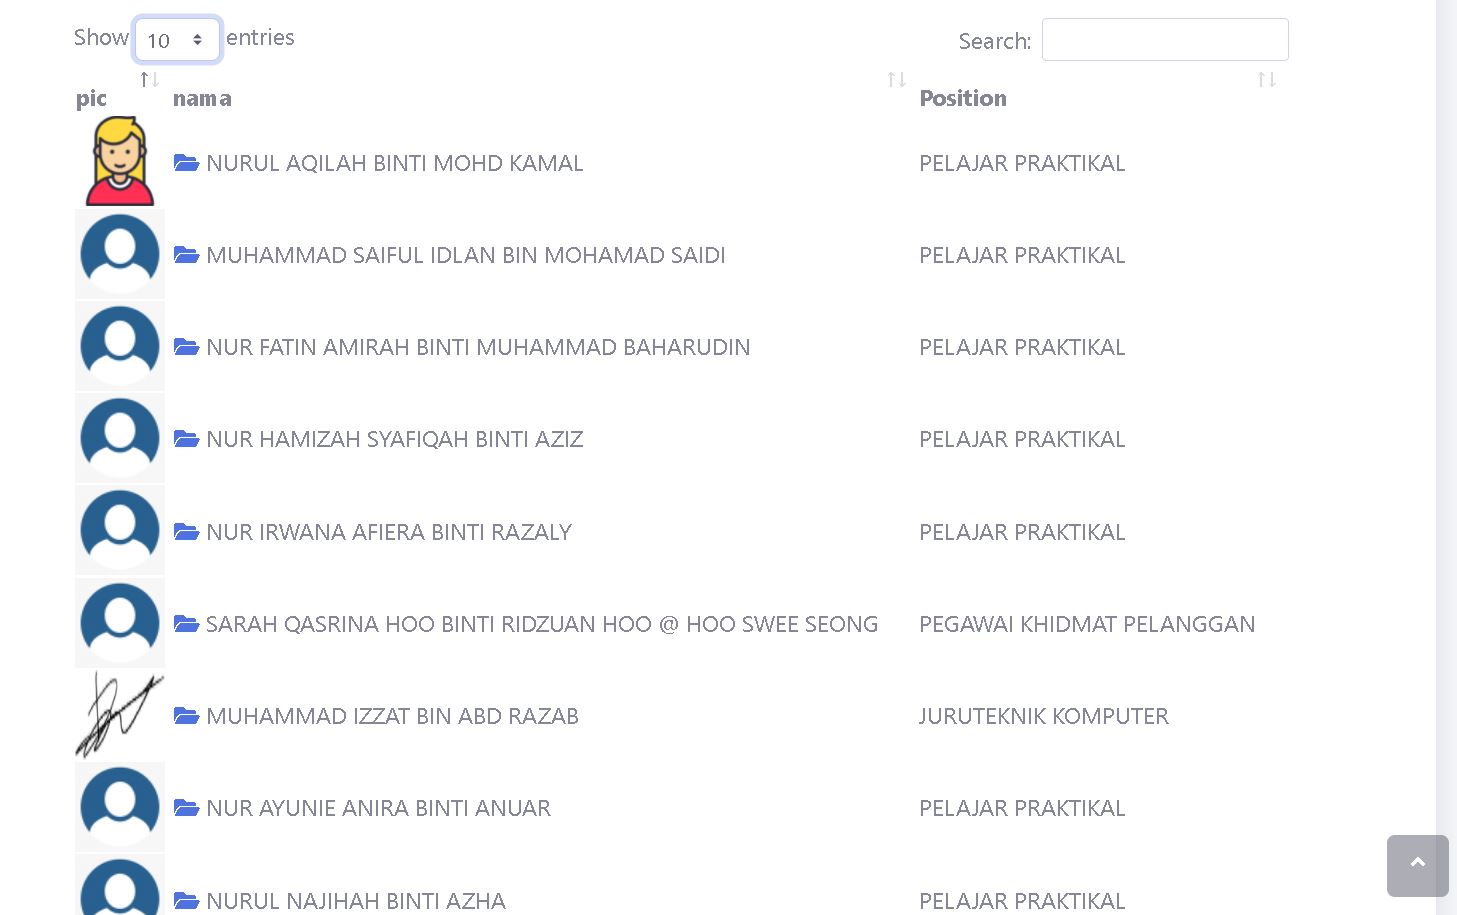 Show 10 entries Search:
pic nama Position
NURUL AQILAH BINTI MOHD KAMAL PELAJAR PRAKTIKAL
MUHAMMAD SAIFUL IDLAN BIN MOHAMAD SAIDI PELAJAR PRAKTIKAL
NUR FATIN AMIRAH BINTI MUHAMMAD BAHARUDIN PELAJAR PRAKTIKAL
NUR HAMIZAH SYAFIQAH BINTI AZIZ PELAJAR PRAKTIKAL
NUR IRWANA AFIERA BINTI RAZALY PELAJAR PRAKTIKAL
SARAH QASRINA HOO BINTI RIDZUAN HOO @ HOO SWEE SEONG PEGAWAI KHIDMAT PELANGGAN
MUHAMMAD IZZAT BIN ABD RAZAB JURUTEKNIK KOMPUTER
NUR AYUNIE ANIRA BINTI ANUAR PELAJAR PRAKTIKAL
NURUL NAJIHAH BINTI AZHA PELAJAR PRAKTIKAL